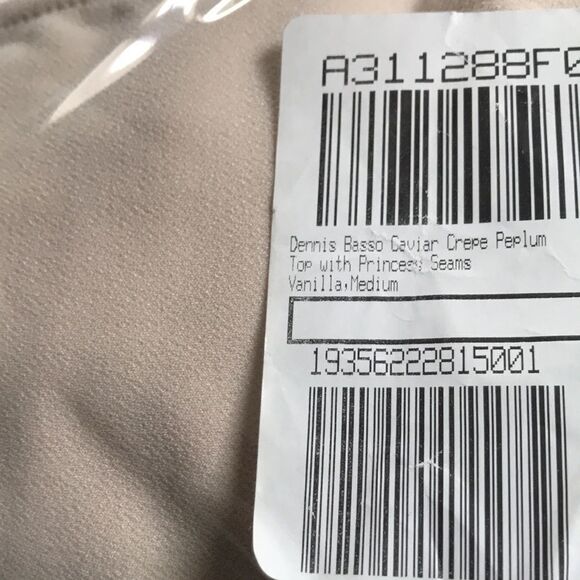 A311288F0
Dennis Basso Caviar Crepe Peplum
Top with Princess Seams
Vanilla,Medium
19356222815001